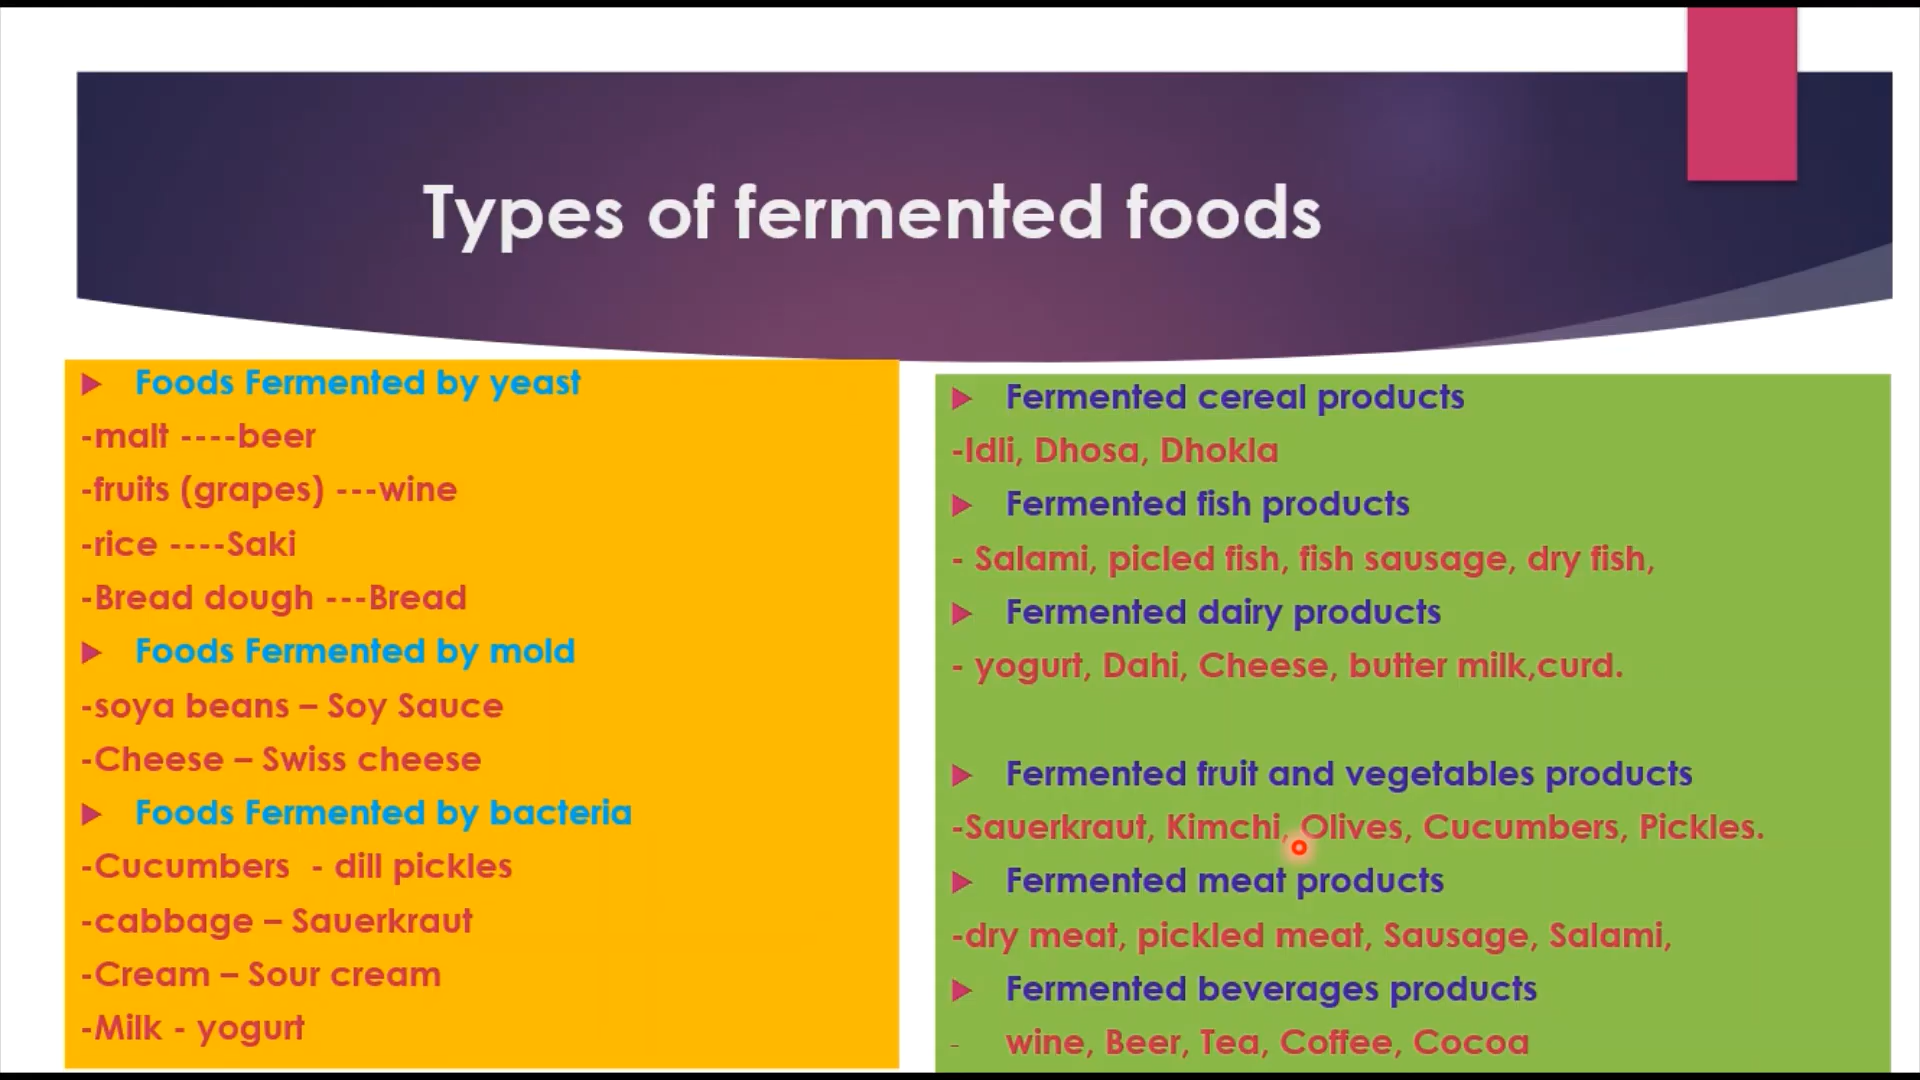 Types of fermented foods
Foods Fermented by yeast
-malt ----beer
-fruits (grapes) ---wine
-rice ----Saki
-Bread dough ---Bread
Foods Fermented by mold
-soya beans – Soy Sauce
-Cheese – Swiss cheese
Foods Fermented by bacteria
-Cucumbers - dill pickles
-cabbage – Sauerkraut
-Cream – Sour cream
-Milk - yogurt
Fermented cereal products
-Idli, Dhosa, Dhokla
Fermented fish products
- Salami, picled fish, fish sausage, dry fish,
Fermented dairy products
- yogurt, Dahi, Cheese, butter milk,curd.
Fermented fruit and vegetables products
-Sauerkraut, Kimchi, Olives, Cucumbers, Pickles.
Fermented meat products
-dry meat, pickled meat, Sausage, Salami,
Fermented beverages products
- wine, Beer, Tea, Coffee, Cocoa